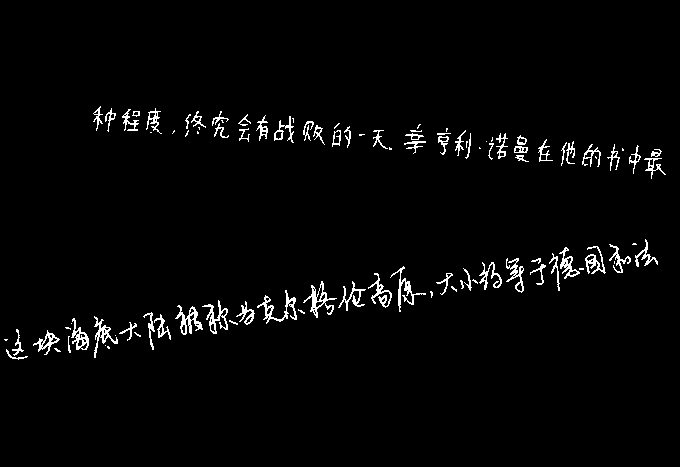 种程度,终究会有战败的一天.亨利·诺曼在他的书中最
这块海底大陆被称为克尔格伦高原,大小约等于德国和法